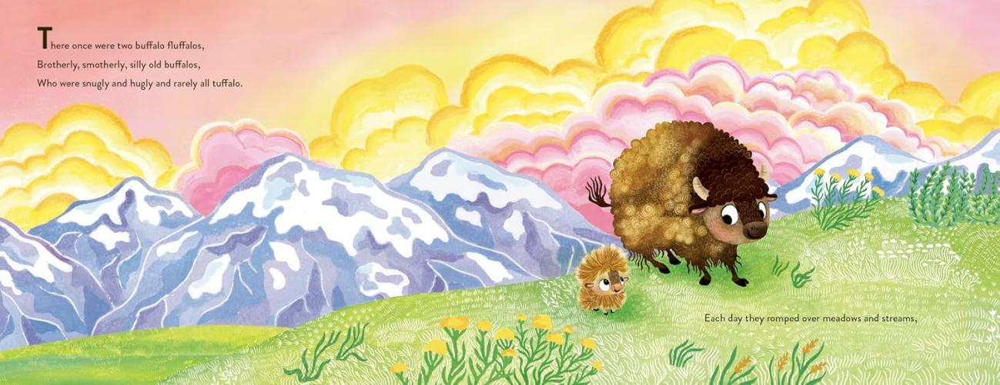 There once were two buffalo fluffalos,
Brotherly, smotherly, silly old buffalos,
Who were snugly and hugly and rarely all tuffalo.
Each day they romped over meadows and streams,